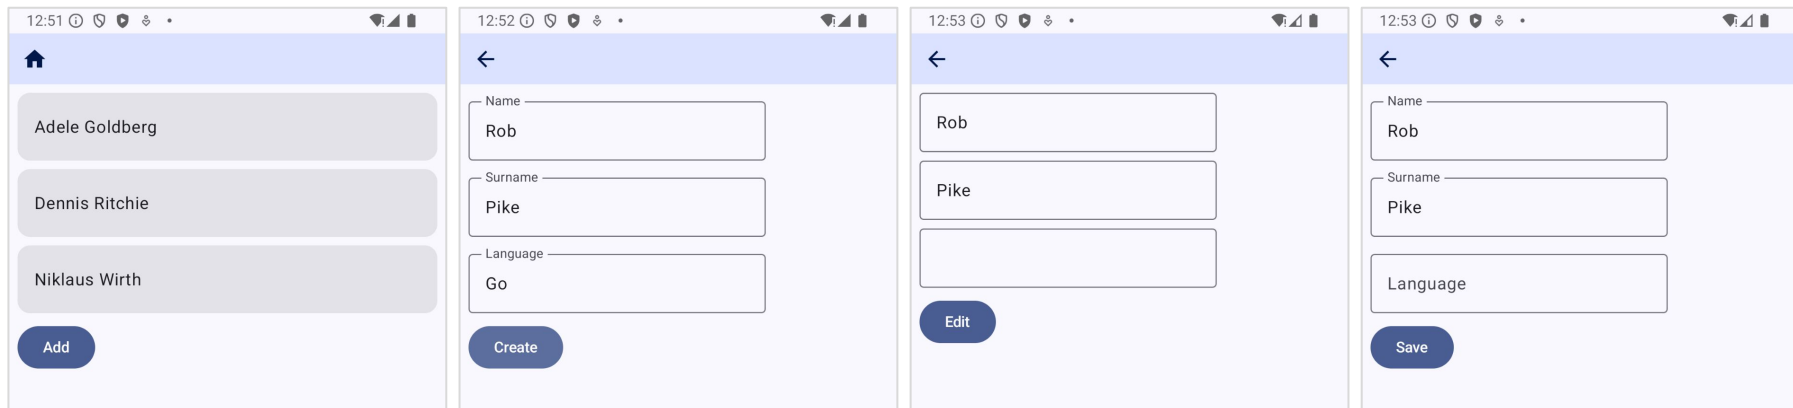 12:51
Adele Goldberg
Dennis Ritchie
Niklaus Wirth
Add
12:52
Name
Rob
Surname
Pike
Language
Go
Create
12:53
Rob
Pike
Edit
12:53
Name
Rob
Surname
Pike
Language
Save